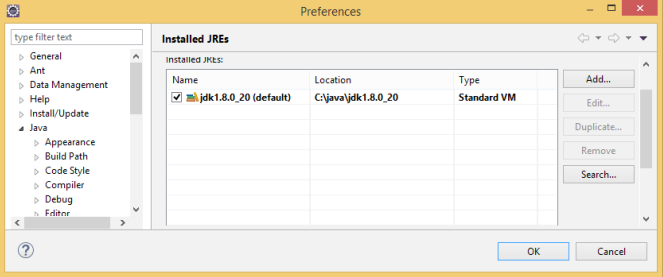 Preferences
type filter text
Installed JREs
General
Ant
Data Management
Help
Install/Update
Java
Appearance
Build Path
Code Style
Compiler
Debug
Editor
Installed JREs:
Name Location Type
jdk1.8.0_20 (default) C:\java\jdk1.8.0_20 Standard VM
Add...
Edit...
Duplicate...
Remove
Search...
OK Cancel